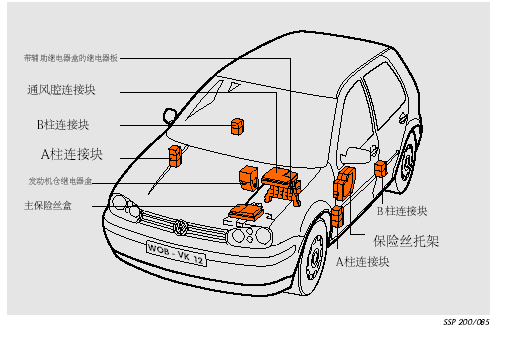 带辅助继电器盒的继电器板
通风腔连接块
B柱连接块
A柱连接块
发动机仓继电器盒
主保险丝盒
B柱连接块
保险丝托架
A柱连接块
WOB - VK 12
SSP 200/085